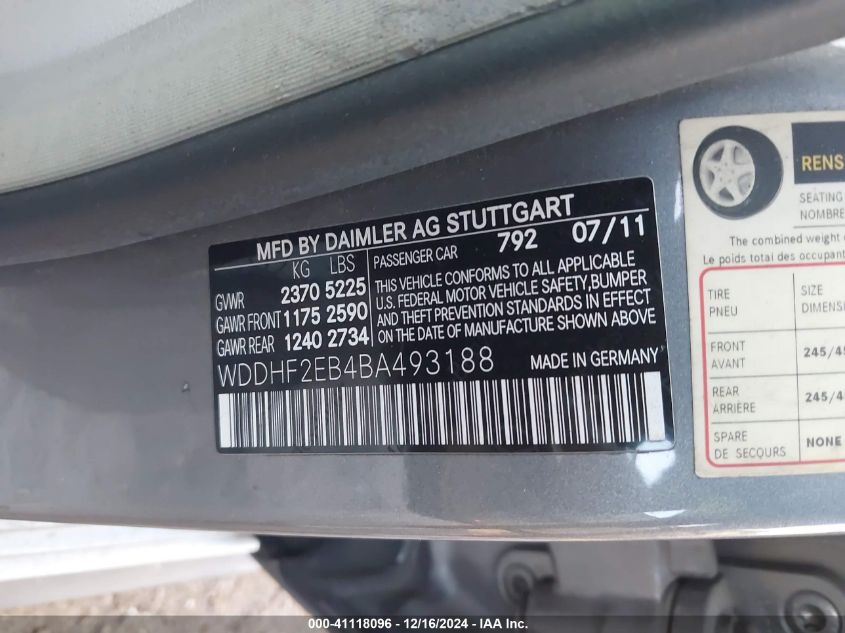 MFD BY DAIMLER AG STUTTGART
KG LBS
GVWR 2370 5225
GAWR FRONT 1175 2590
GAWR REAR 1240 2734
PASSENGER CAR 792 07/11
THIS VEHICLE CONFORMS TO ALL APPLICABLE
U.S. FEDERAL MOTOR VEHICLE SAFETY,BUMPER
AND THEFT PREVENTION STANDARDS IN EFFECT
ON THE DATE OF MANUFACTURE SHOWN ABOVE
WDDHF2EB4BA493188 MADE IN GERMANY
SEATING
NOMBRE
The combined weight
Le poids total des
TIRE
PNEU
SIZE
FRONT
AVANT
REAR
ARRIÈRE
SPARE
DE SECOURS
NONE
000-41118096 - 12/16/2024 - IAA Inc.